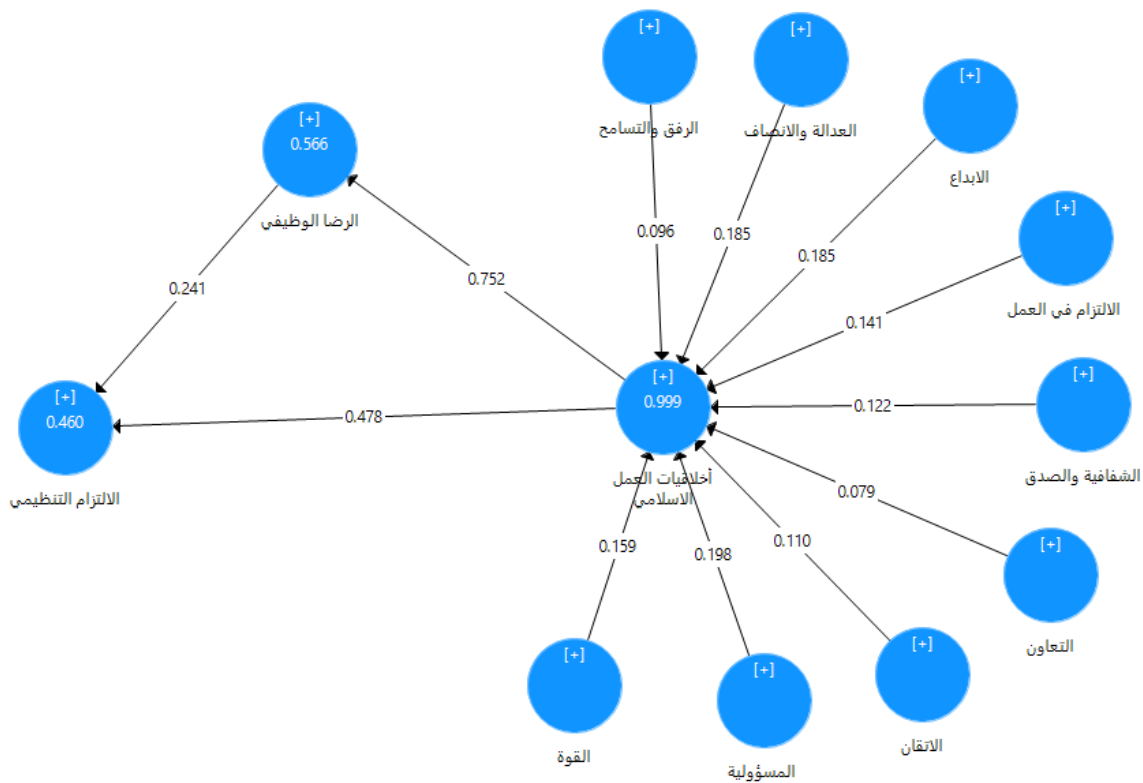 [+]
الرفق والتسامح
[+]
العدالة والانصاف
[+]
الابداع
[+]
0.566
الرضا الوظيفي
[+]
الالتزام في العمل
0.096
0.185
0.185
0.241
0.752
0.141
[+]
0.999
أخلاقيات العمل
الاسلامي
[+]
الشفافية والصدق
0.122
[+]
0.460
الالتزام التنظيمي
0.478
0.079
0.110
0.159
0.198
[+]
التعاون
[+]
الاتقان
[+]
المسؤولية
[+]
القوة